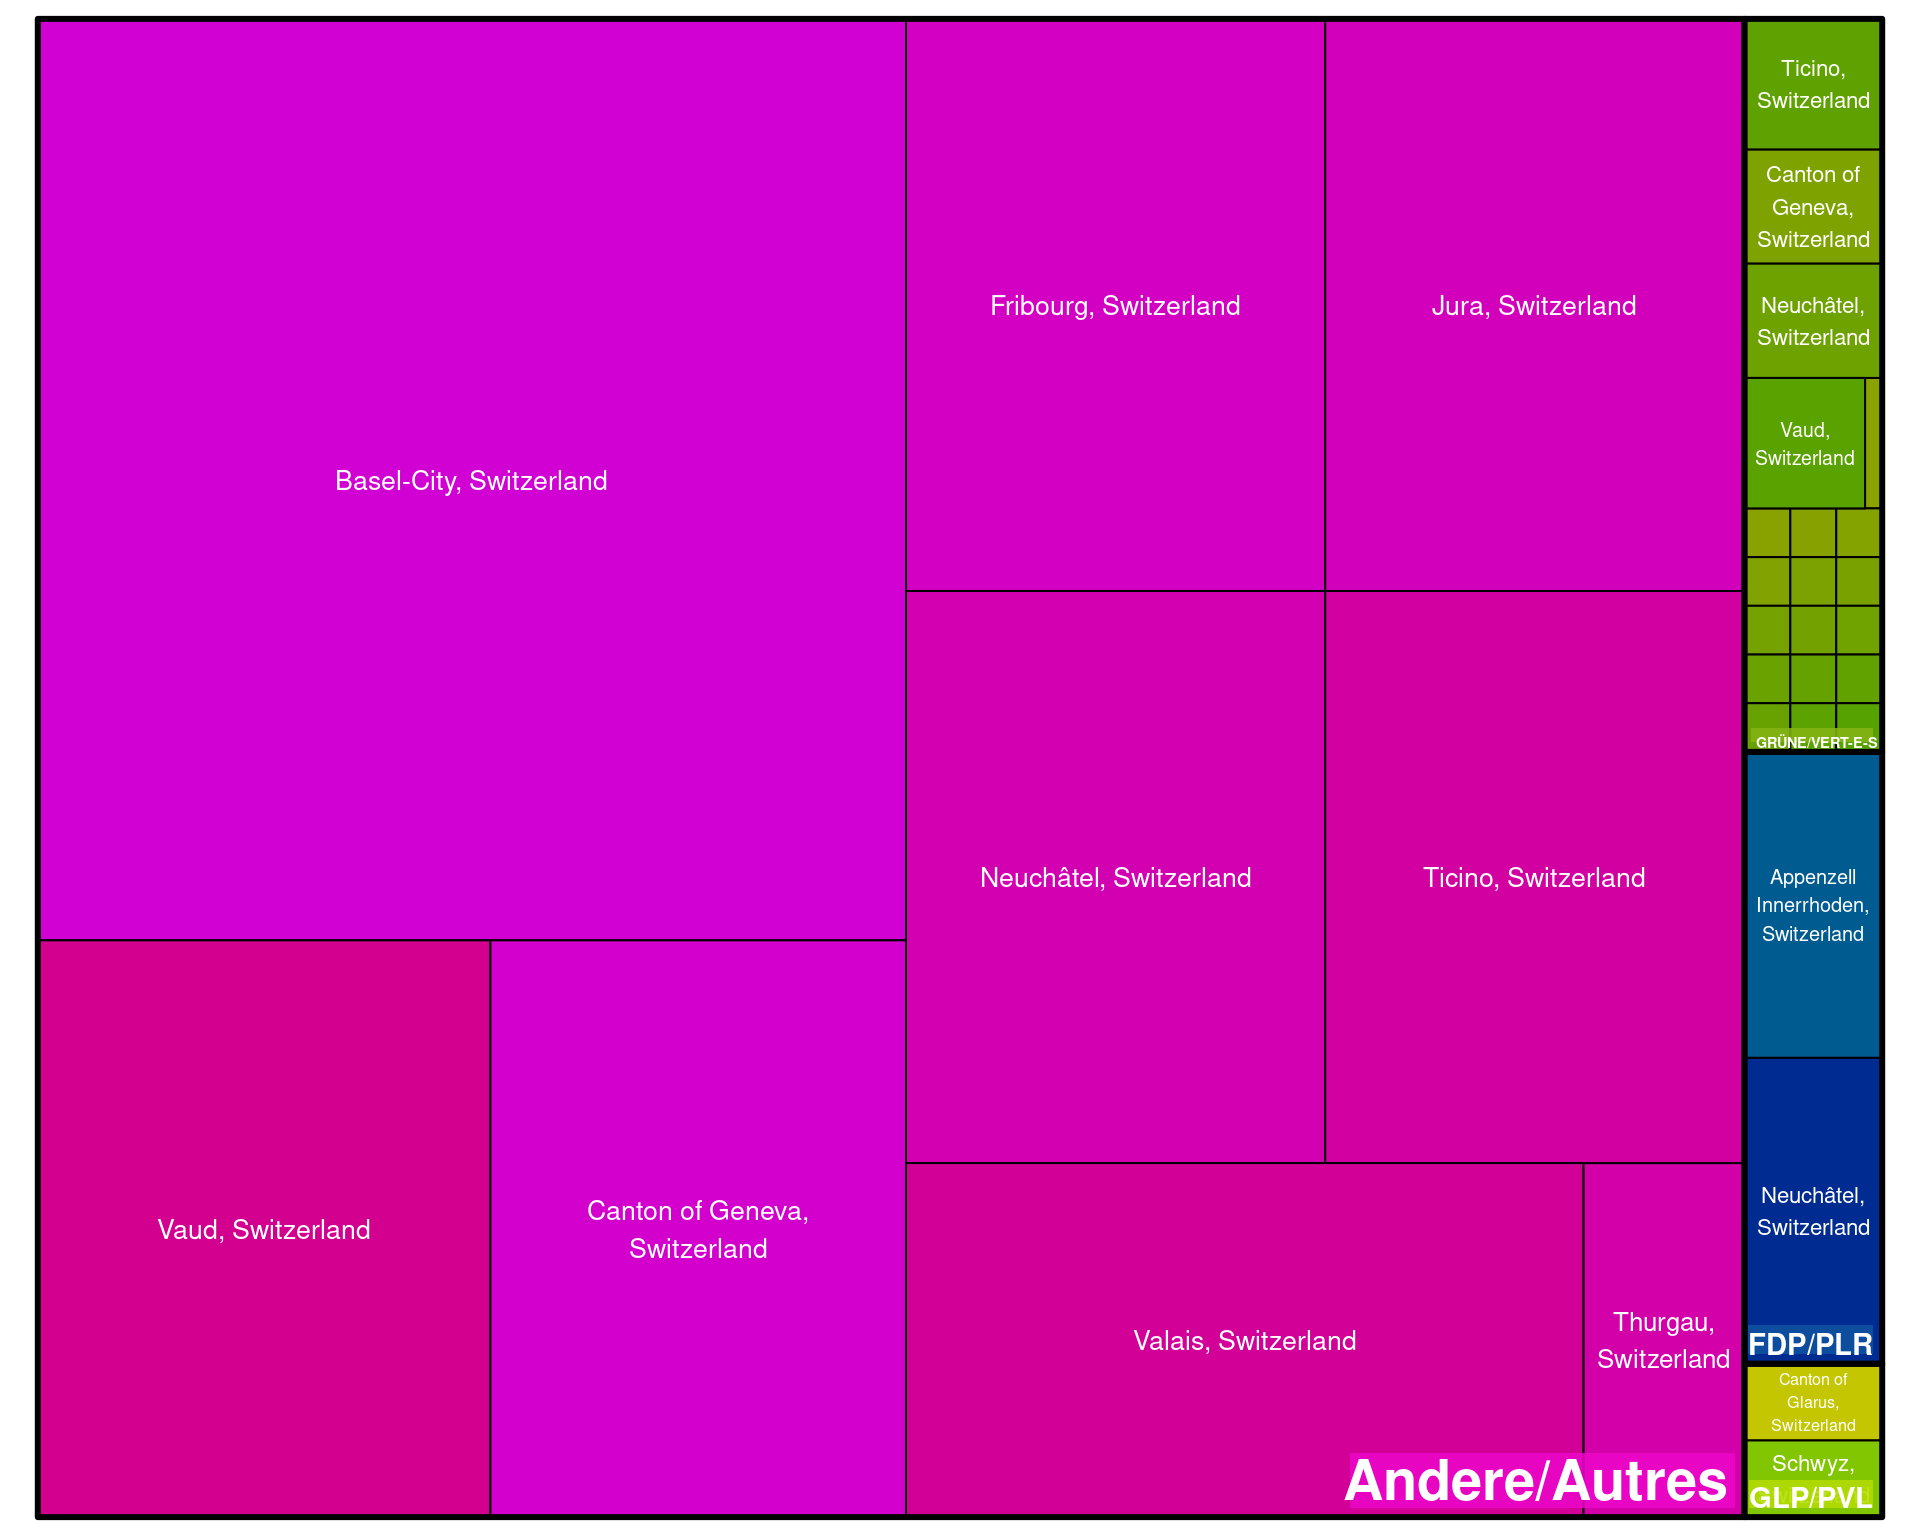 Basel-City, Switzerland
Vaud, Switzerland
Canton of Geneva,
Switzerland
Fribourg, Switzerland
Jura, Switzerland
Neuchâtel, Switzerland
Ticino, Switzerland
Valais, Switzerland
Thurgau,
Switzerland
Andere/Autres
Ticino,
Switzerland
Canton of
Geneva,
Switzerland
Neuchâtel,
Switzerland
Vaud,
Switzerland
GRÜNE/VERT-E-S
Appenzell
Innerrhoden,
Switzerland
Neuchâtel,
Switzerland
FDP/PLR
Canton of
Glarus,
Switzerland
Schwyz,
GLP/PVL